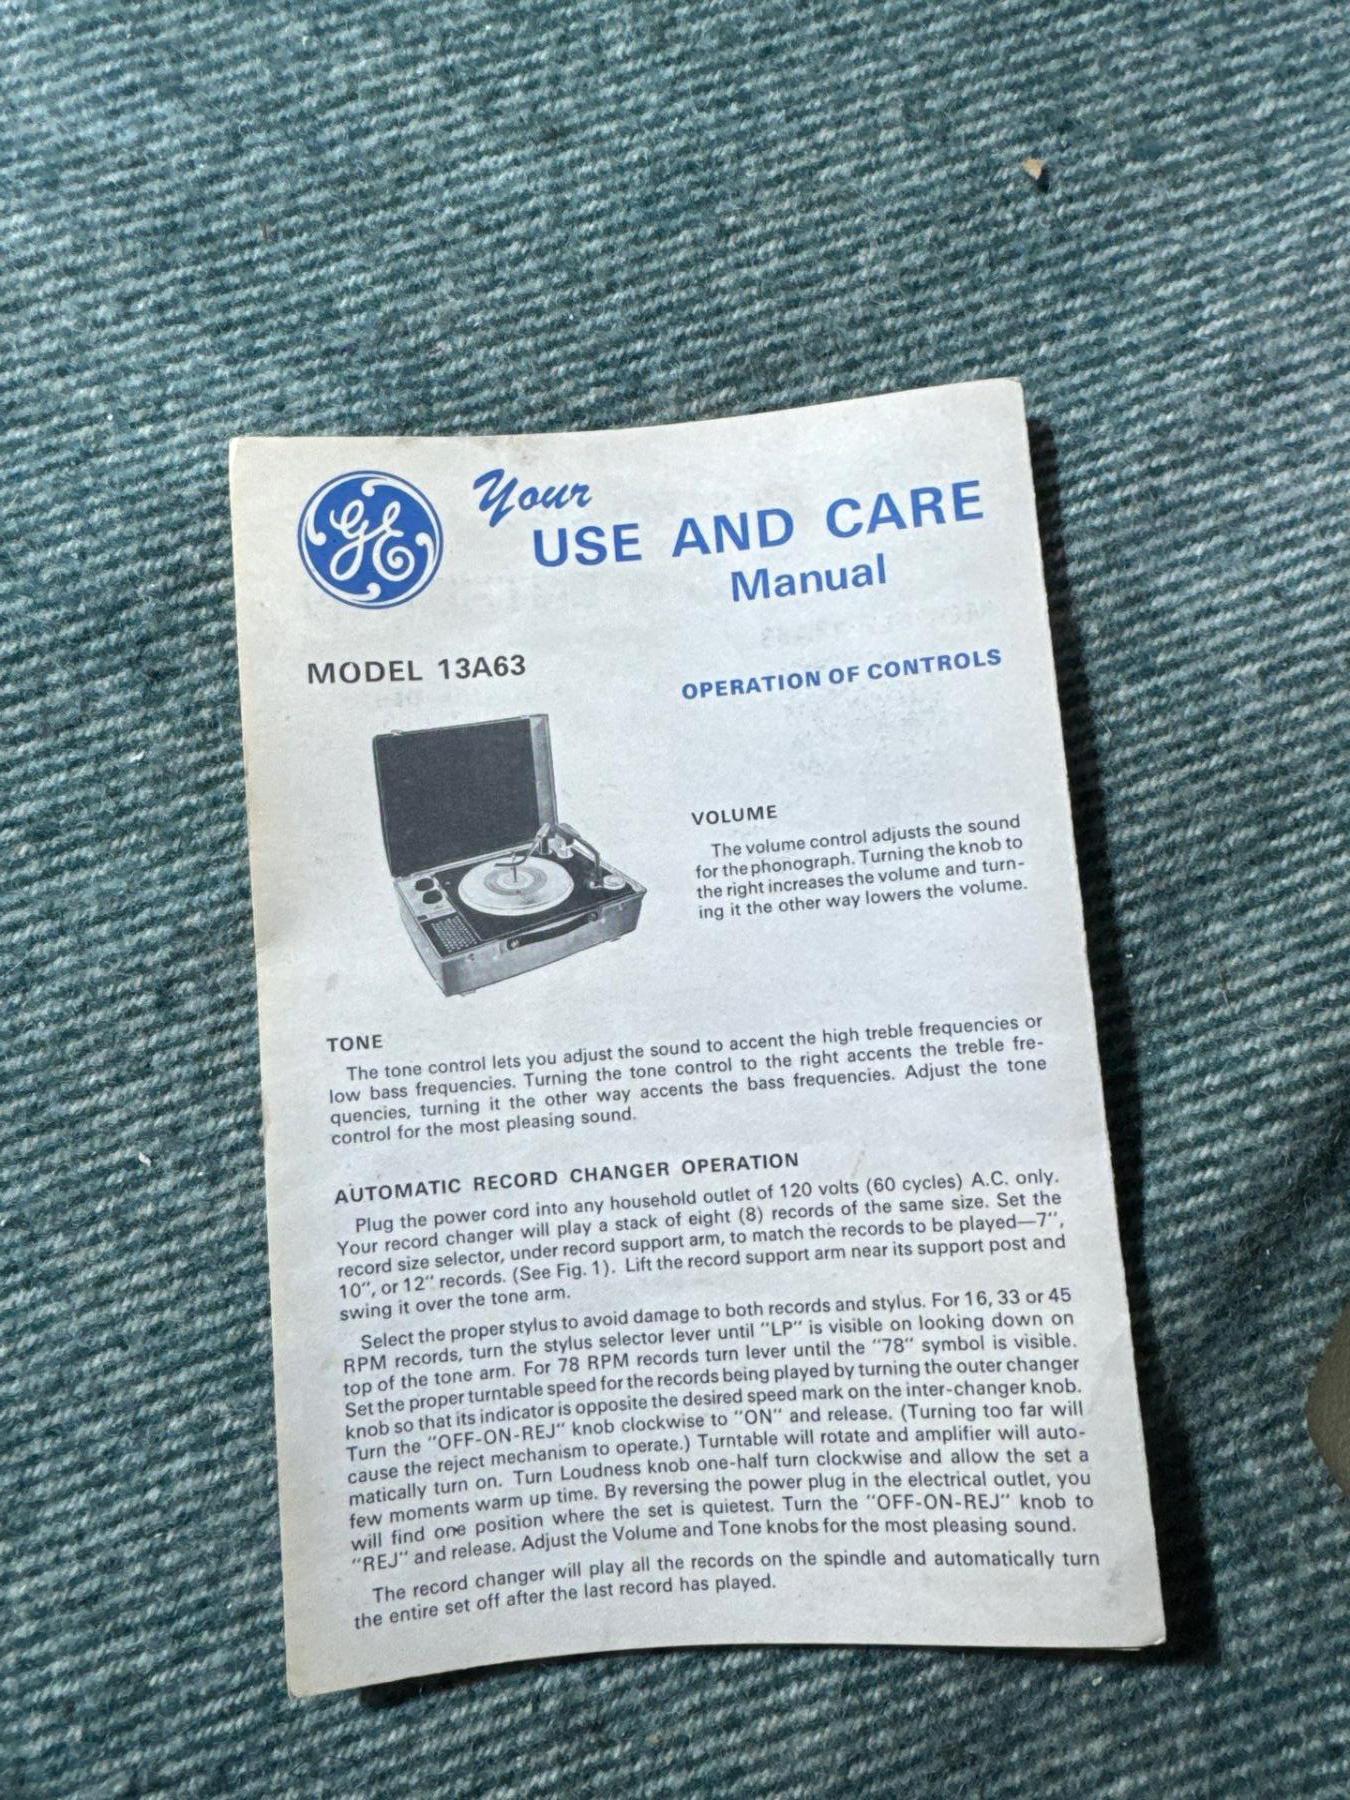 GE
Your
USE AND CARE
Manual
MODEL 13A63
OPERATION OF CONTROLS
VOLUME
The volume control adjusts the sound
for the phonograph. Turning the knob to
the right increases the volume and turn-
ing it the other way lowers the volume.
TONE
The tone control lets you adjust the sound to accent the high treble frequencies or
low bass frequencies. Turning the tone control to the right accents the treble fre-
quencies, turning it the other way accents the bass frequencies. Adjust the tone
control for the most pleasing sound.
AUTOMATIC RECORD CHANGER OPERATION
Plug the power cord into any household outlet of 120 volts (60 cycles) A.C. only.
Your record changer will play a stack of eight (8) records of the same size. Set the
record size selector, under record support arm, to match the records to be played—7",
10", or 12" records. (See Fig. 1). Lift the record support arm near its support post and
swing it over the tone arm.
Select the proper stylus to avoid damage to both records and stylus. For 16, 33 or 45
RPM records, turn the stylus selector lever until "LP" is visible on looking down on
top of the tone arm. For 78 RPM records turn lever until the "78" symbol is visible.
Set the proper turntable speed for the records being played by turning the outer changer
knob so that its indicator is opposite the desired speed mark on the inter-changer knob.
Turn the "OFF-ON-REJ" knob clockwise to "ON" and release. (Turning too far will
cause the reject mechanism to operate.) Turntable will rotate and amplifier will auto-
matically turn on. Turn Loudness knob one-half turn clockwise and allow the set a
few moments warm up time. By reversing the power plug in the electrical outlet, you
will find one position where the set is quietest. Turn the "OFF-ON-REJ" knob to
"REJ" and release. Adjust the Volume and Tone knobs for the most pleasing sound.
The record changer will play all the records on the spindle and automatically turn
the entire set off after the last record has played.